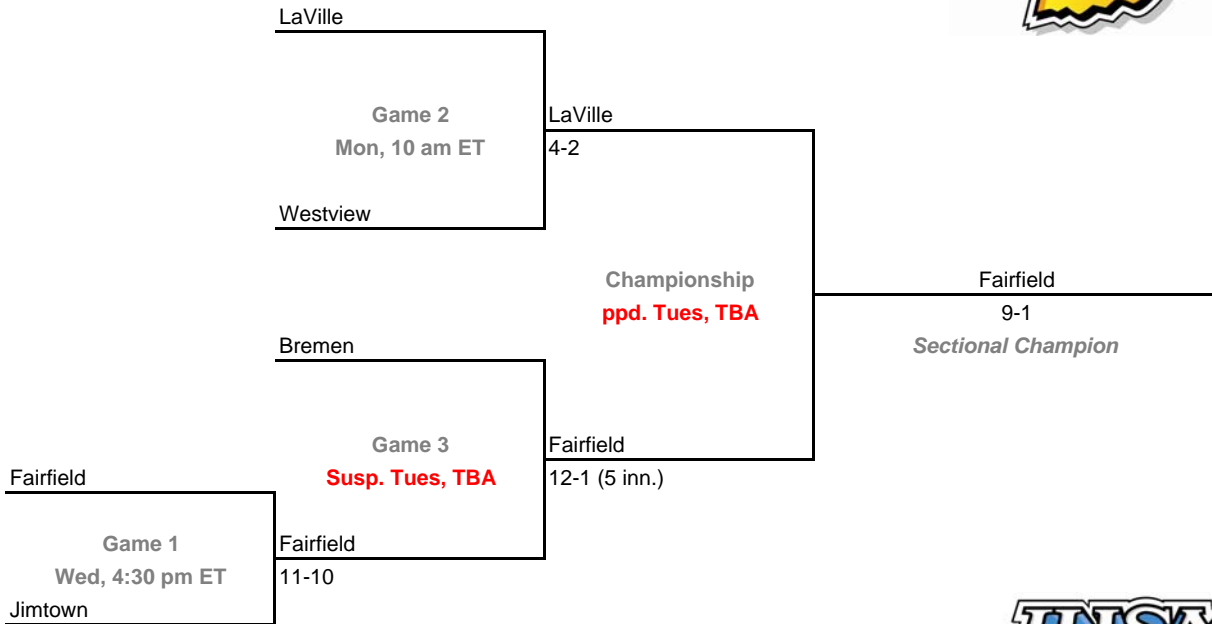 LaVille
Game 2
LaVille
Mon, 10 am ET
4-2
Westview
Championship
Fairfield
ppd. Tues, TBA
9-1
Bremen
Sectional Champion
Game 3
Fairfield
Fairfield
Susp. Tues, TBA
12-1 (5 inn.)
Game 1
Fairfield
Wed, 4:30 pm ET
11-10
Jimtown